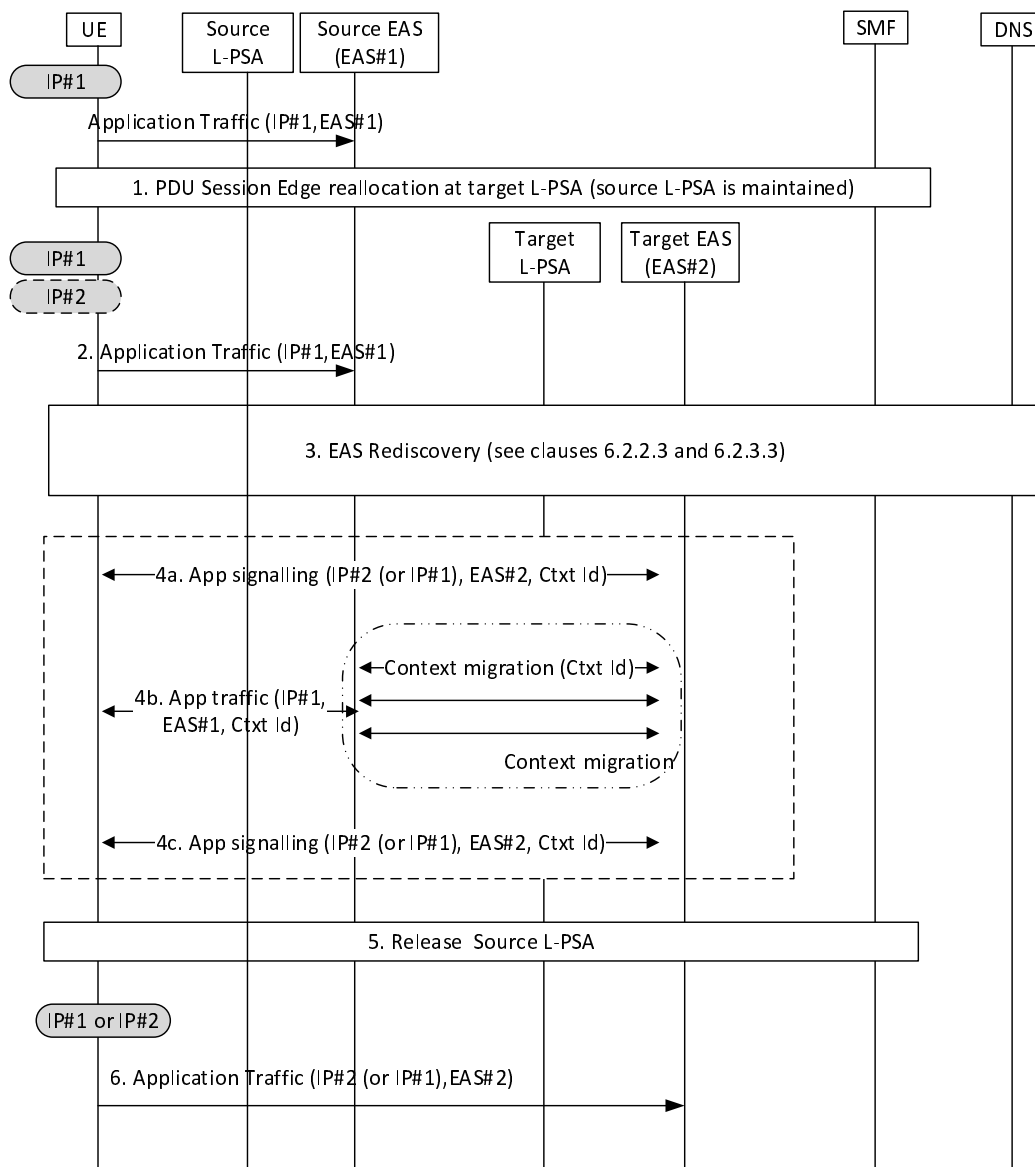 UE
Source
L-PSA
Source EAS
(EAS#1)
SMF
DNS
IP#1
Application Traffic (IP#1,EAS#1)
1. PDU Session Edge reallocation at target L-PSA (source L-PSA is maintained)
IP#1
Target
L-PSA
Target EAS
(EAS#2)
IP#2
2. Application Traffic (IP#1,EAS#1)
3. EAS Rediscovery (see clauses 6.2.2.3 and 6.2.3.3)
4a. App signalling (IP#2 (or IP#1), EAS#2, Ctxt Id)
Context migration (Ctxt Id)
4b. App traffic (IP#1,
EAS#1, Ctxt Id)
Context migration
4c. App signalling (IP#2 (or IP#1), EAS#2, Ctxt Id)
5. Release Source L-PSA
IP#1 or IP#2
6. Application Traffic (IP#2 (or IP#1),EAS#2)